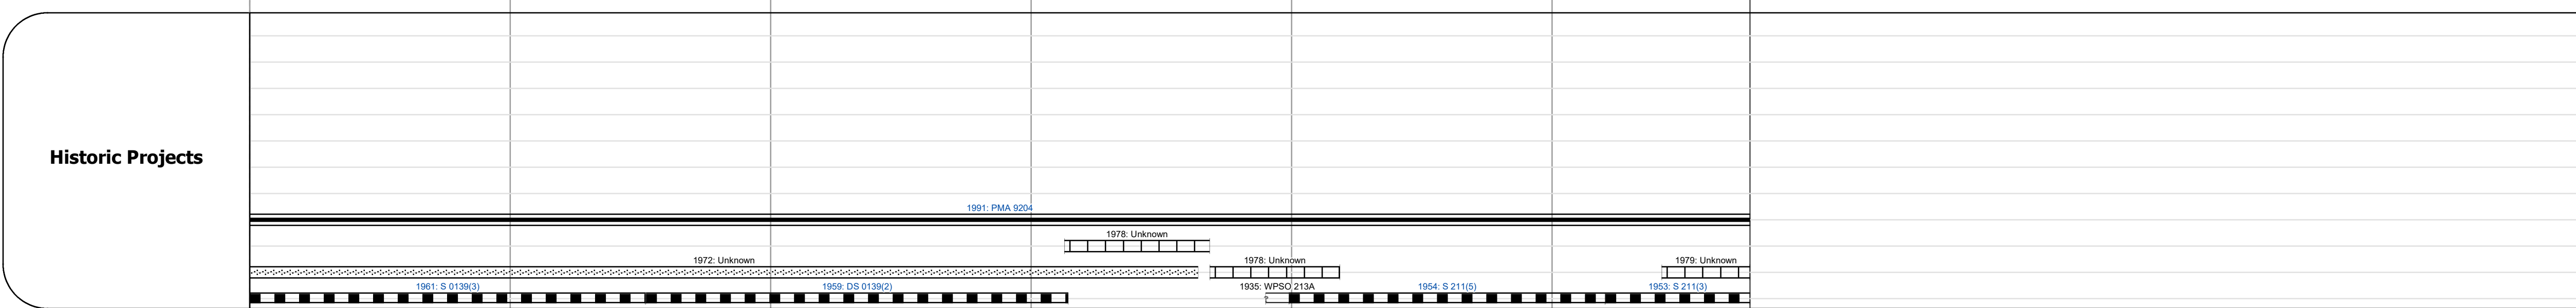 Historic Projects
1991: PMA 9204
1978: Unknown
1972: Unknown
1978: Unknown
1979: Unknown
1961: S 0139(3)
1959: DS 0139(2)
1935: WPSO 213A
1954: S 211(5)
1953: S 211(3)
?